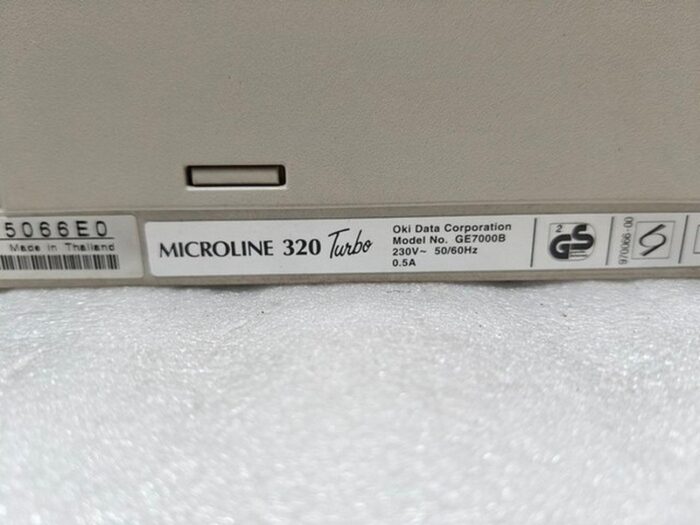 5066E0
Made in Thailand
MICROLINE 320 Turbo
Oki Data Corporation
Model No. GE7000B
230V~ 50/60Hz
0.5A
2
GS
970066-00
S